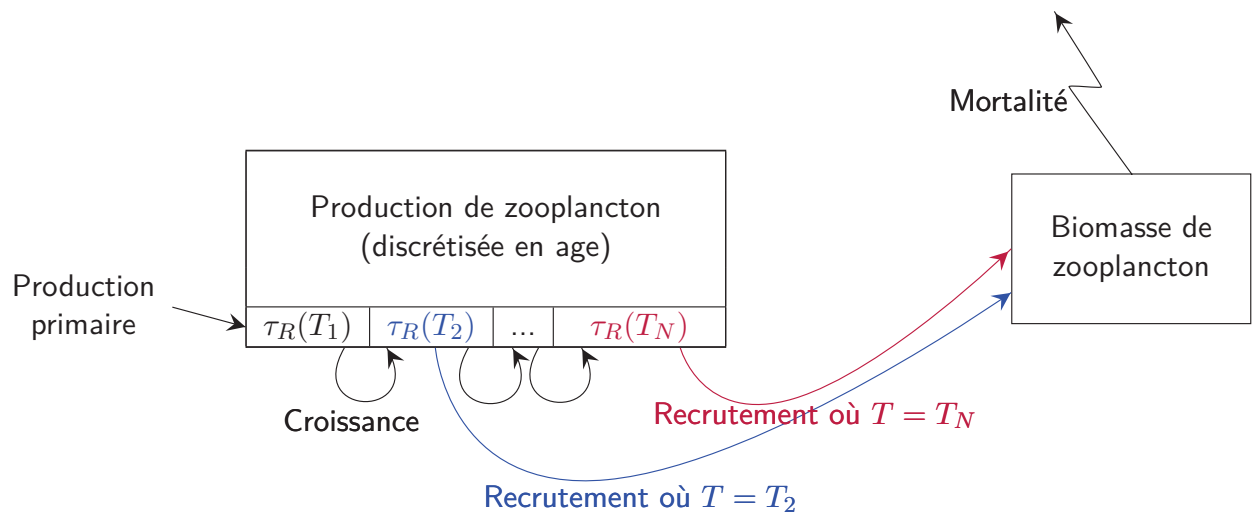 Mortalité
Production de zooplancton
(discrétisée en age)
Biomasse de
zooplancton
Production
primaire
τ_R(T_1) τ_R(T_2) ... τ_R(T_N)
Croissance
Recrutement où T = T_N
Recrutement où T = T_2